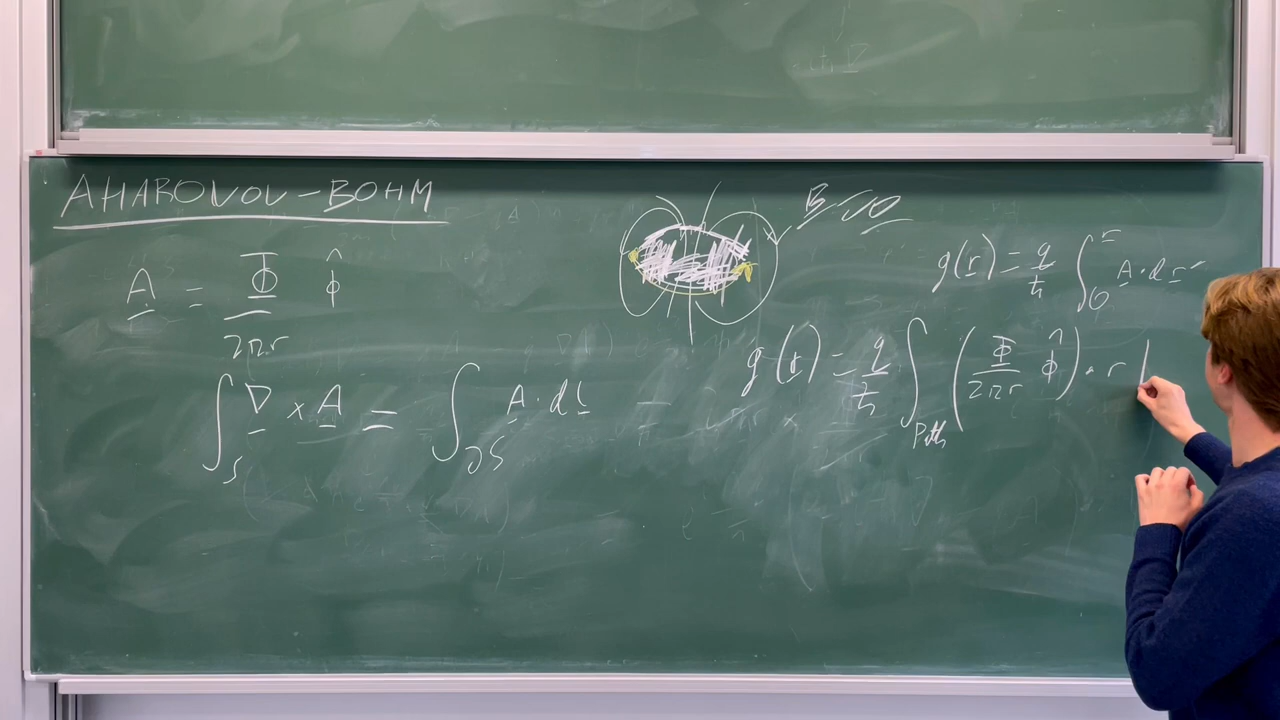 AHARONOV-BOHM
B=0
A = Φ/2πr φ̂
g(r) = q/ħ ∫_O^r A·dr'
g(r) = q/ħ ∫_Path (Φ/2πr φ̂)·r
∫_S ∇×A = ∫_∂S A·dl =